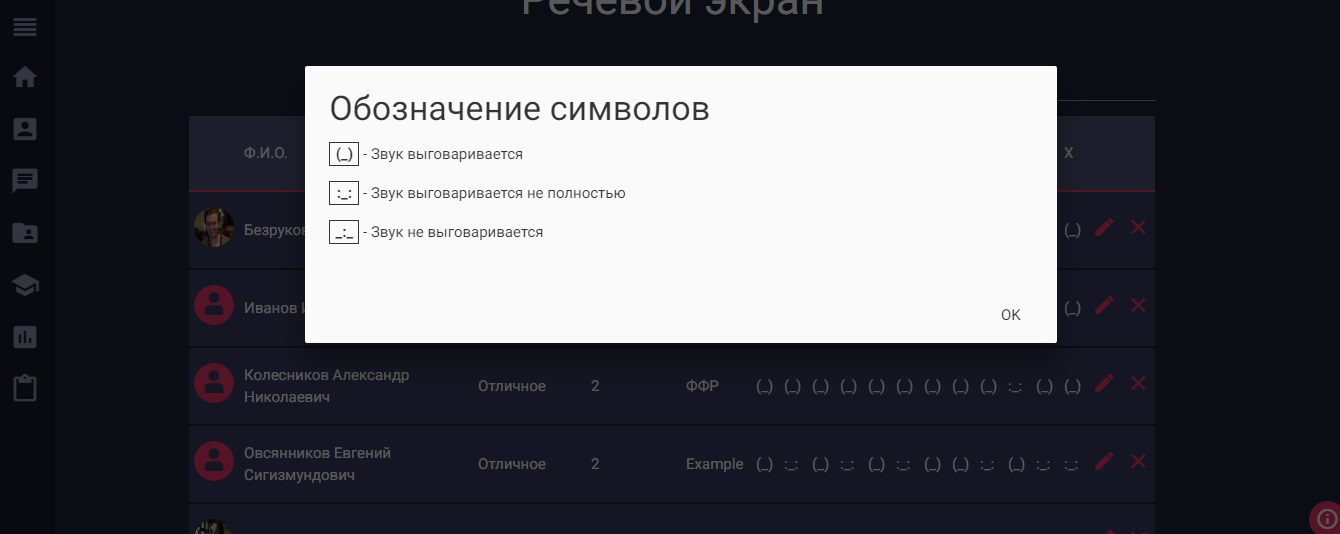 Речевой экран
Обозначение символов
(_) - Звук выговаривается
:_: - Звук выговаривается не полностью
_:_ - Звук не выговаривается
OK
Ф.И.О. Х
(_)
Иванов (_)
Колесников Александр
Николаевич
Отличное 2 ФФР (_) (_) (_) (_) (_) (_) (_) (_) (_) :_: (_) (_)
Овсянников Евгений
Сигизмундович
Отличное 2 Example (_) :_: (_) :_: (_) :_: (_) (_) :_: (_) :_: :_: